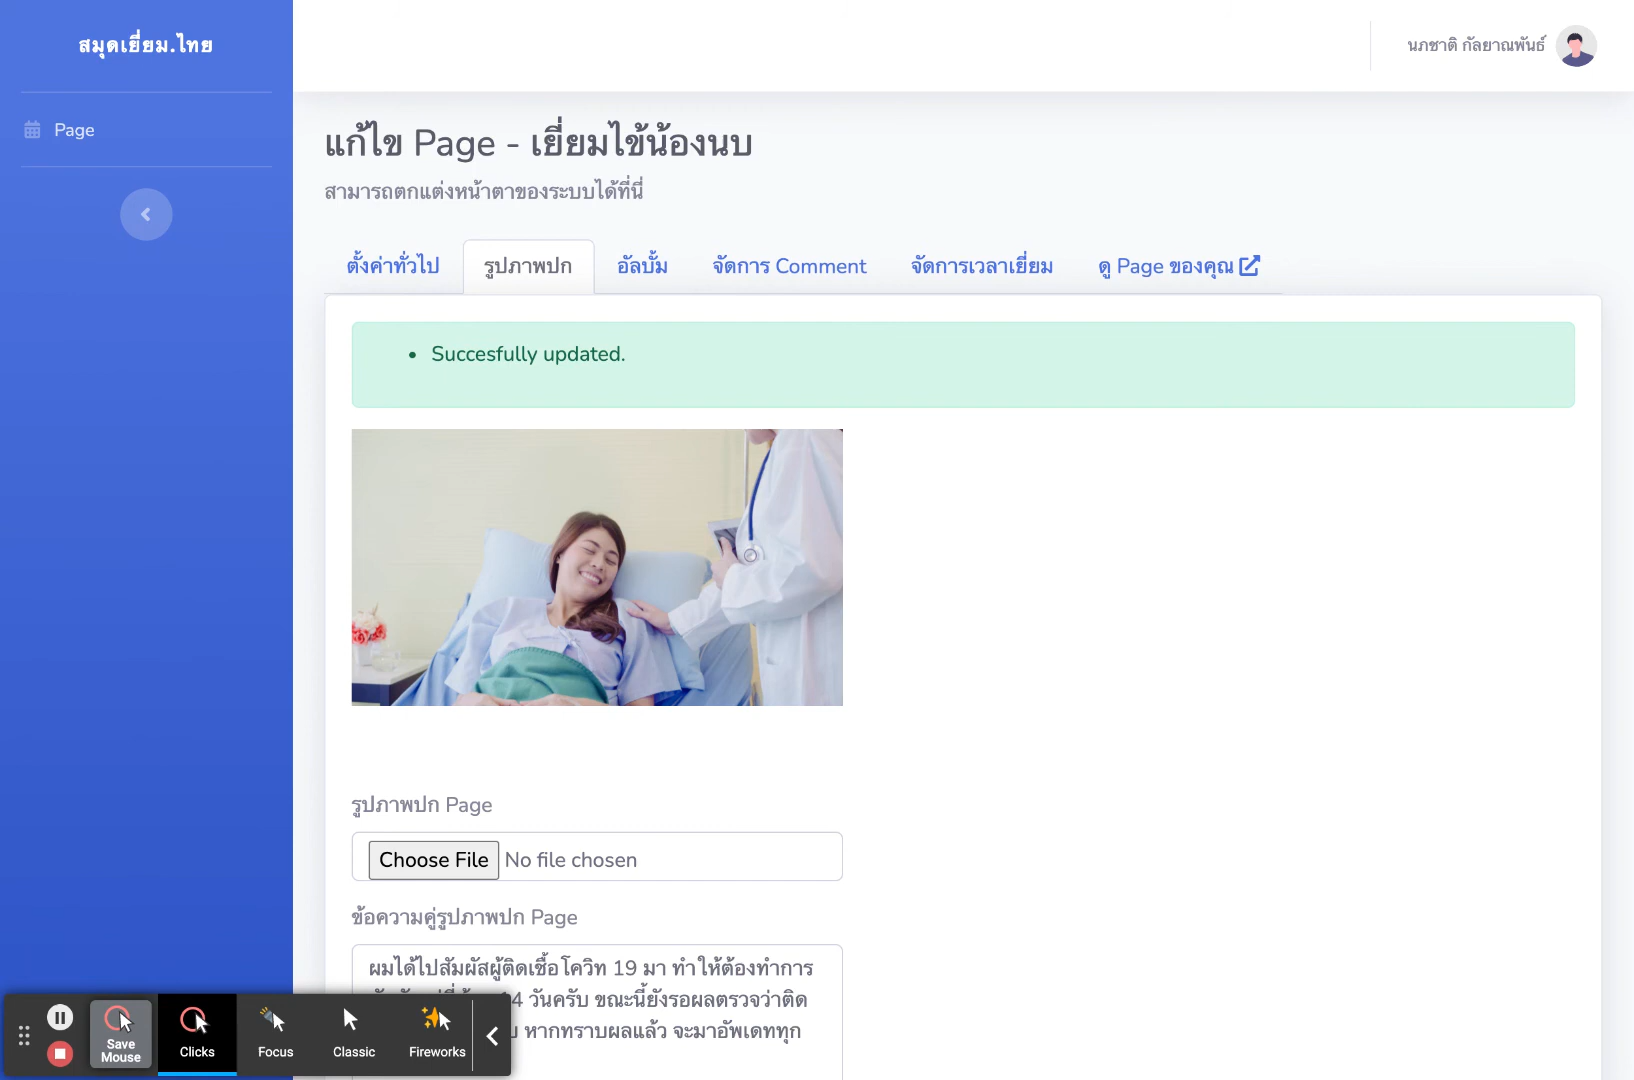 สมุดเยี่ยม.ไทย
นภชาติ กัลยาณพันธ์
Page
แก้ไข Page - เยี่ยมไข้น้องนบ
สามารถตกแต่งหน้าตาของระบบได้ที่นี่
ตั้งค่าทั่วไป
รูปภาพปก
อัลบั้ม
จัดการ Comment
จัดการเวลาเยี่ยม
ดู Page ของคุณ
Succesfully updated.
รูปภาพปก Page
Choose File No file chosen
ข้อความคู่รูปภาพปก Page
ผมได้ไปสัมผัสผู้ติดเชื้อโควิท 19 มา ทำให้ต้องทำการ
14 วันครับ ขณะนี้ยังรอผลตรวจว่าติด
หากทราบผลแล้ว จะมาอัพเดททุก
Save Mouse
Clicks
Focus
Classic
Fireworks